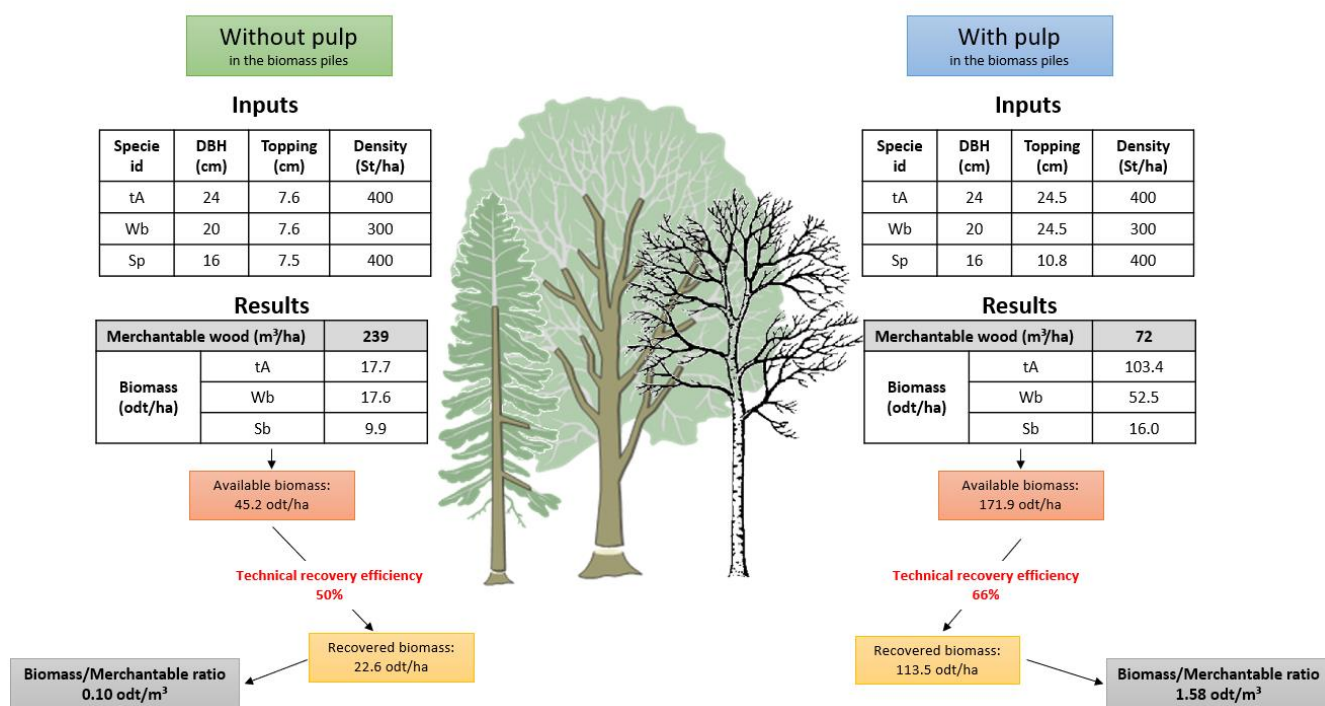 Without pulp
in the biomass piles
Inputs
Specie id DBH (cm) Topping (cm) Density (St/ha)
tA 24 7.6 400
Wb 20 7.6 300
Sp 16 7.5 400
Results
Merchantable wood (m³/ha) 239
Biomass (odt/ha) tA 17.7
Wb 17.6
Sb 9.9
Available biomass:
45.2 odt/ha
Technical recovery efficiency
50%
Recovered biomass:
22.6 odt/ha
Biomass/Merchantable ratio
0.10 odt/m³
With pulp
in the biomass piles
Inputs
Specie id DBH (cm) Topping (cm) Density (St/ha)
tA 24 24.5 400
Wb 20 24.5 300
Sp 16 10.8 400
Results
Merchantable wood (m³/ha) 72
Biomass (odt/ha) tA 103.4
Wb 52.5
Sb 16.0
Available biomass:
171.9 odt/ha
Technical recovery efficiency
66%
Recovered biomass:
113.5 odt/ha
Biomass/Merchantable ratio
1.58 odt/m³